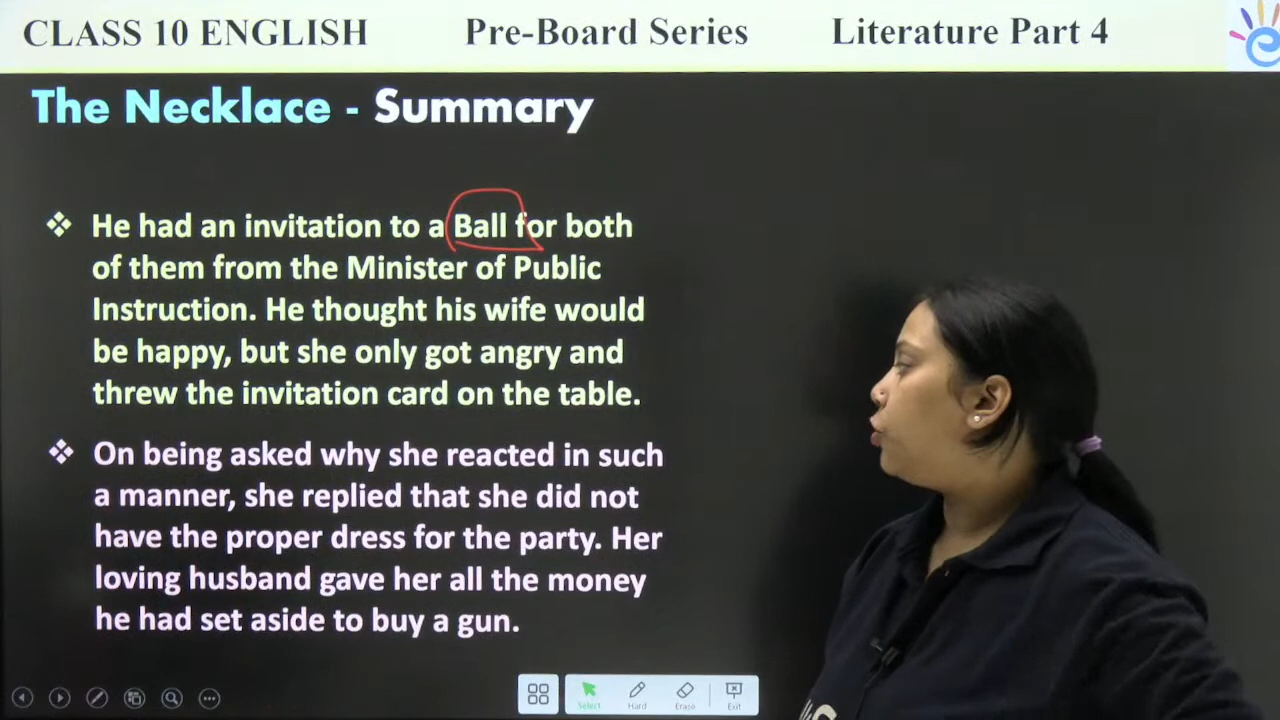 CLASS 10 ENGLISH Pre-Board Series Literature Part 4
The Necklace - Summary
❖ He had an invitation to a Ball for both
of them from the Minister of Public
Instruction. He thought his wife would
be happy, but she only got angry and
threw the invitation card on the table.
❖ On being asked why she reacted in such
a manner, she replied that she did not
have the proper dress for the party. Her
loving husband gave her all the money
he had set aside to buy a gun.
Select Hard Erase Exit